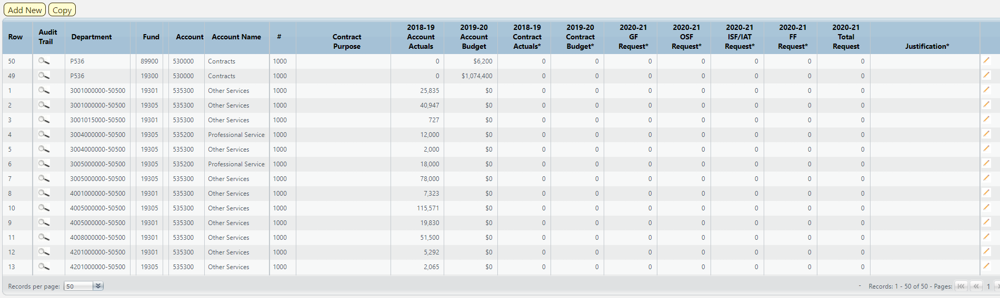 Add New Copy
Row Audit Trail Department Fund Account Account Name # Contract Purpose 2018-19 Account Actuals 2019-20 Account Budget 2018-19 Contract Actuals* 2019-20 Contract Budget* 2020-21 GF Request* 2020-21 OSF Request* 2020-21 ISF/IAT Request* 2020-21 FF Request* 2020-21 Total Request Justification*
50 P536 89900 530000 Contracts 1000 0 $6,200 0 0 0 0 0 0 0
49 P536 19300 530000 Contracts 1000 0 $1,074,400 0 0 0 0 0 0 0
1 3001000000-50500 19301 535300 Other Services 1000 25,835 $0 0 0 0 0 0 0 0
2 3001000000-50500 19305 535300 Other Services 1000 40,947 $0 0 0 0 0 0 0 0
3 3001015000-50500 19301 535300 Other Services 1000 727 $0 0 0 0 0 0 0 0
4 3004000000-50500 19305 535200 Professional Service 1000 12,000 $0 0 0 0 0 0 0 0
5 3004000000-50500 19305 535300 Other Services 1000 2,000 $0 0 0 0 0 0 0 0
6 3005000000-50500 19305 535200 Professional Service 1000 18,000 $0 0 0 0 0 0 0 0
7 3005000000-50500 19305 535300 Other Services 1000 78,000 $0 0 0 0 0 0 0 0
8 4001000000-50500 19301 535300 Other Services 1000 7,323 $0 0 0 0 0 0 0 0
10 4005000000-50500 19305 535300 Other Services 1000 115,571 $0 0 0 0 0 0 0 0
9 4005000000-50500 19301 535300 Other Services 1000 19,830 $0 0 0 0 0 0 0 0
11 4008000000-50500 19301 535300 Other Services 1000 51,500 $0 0 0 0 0 0 0 0
12 4201000000-50500 19301 535300 Other Services 1000 5,292 $0 0 0 0 0 0 0 0
13 4201000000-50500 19305 535300 Other Services 1000 2,065 $0 0 0 0 0 0 0 0
Records per page: 50 - Records: 1 - 50 of 50 - Pages: 1